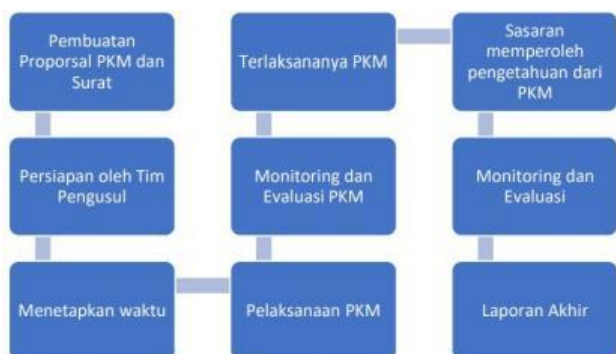 Pembuatan
Proporsal PKM dan
Surat
Persiapan oleh Tim
Pengusul
Menetapkan waktu
Pelaksanaan PKM
Monitoring dan
Evaluasi PKM
Terlaksananya PKM
Sasaran
memperoleh
pengetahuan dari
PKM
Monitoring dan
Evaluasi
Laporan Akhir